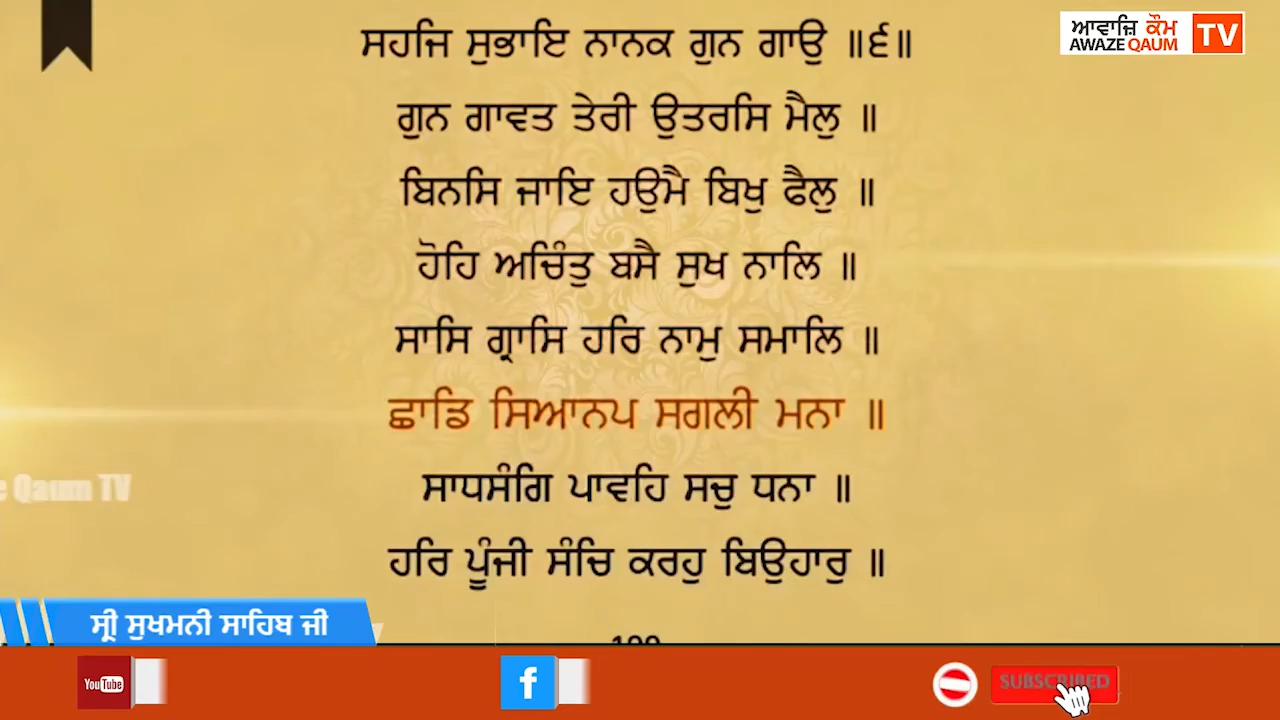 ਆਵਾਜ਼ਿ ਕੌਮ
AWAZE QAUM TV
ਸਹਜਿ ਸੁਭਾਇ ਨਾਨਕ ਗੁਨ ਗਾਉ ॥੬॥
ਗੁਨ ਗਾਵਤ ਤੇਰੀ ਉਤਰਸਿ ਮੈਲੁ ॥
ਬਿਨਸਿ ਜਾਇ ਹਉਮੈ ਬਿਖੁ ਫੈਲੁ ॥
ਹੋਹਿ ਅਚਿੰਤੁ ਬਸੈ ਸੁਖ ਨਾਲਿ ॥
ਸਾਸਿ ਗ੍ਰਾਸਿ ਹਰਿ ਨਾਮੁ ਸਮਾਲਿ ॥
ਛਾਡਿ ਸਿਆਨਪ ਸਗਲੀ ਮਨਾ ॥
ਸਾਧਸੰਗਿ ਪਾਵਹਿ ਸਚੁ ਧਨਾ ॥
e Qaum TV
ਹਰਿ ਪੂੰਜੀ ਸੰਚਿ ਕਰਹੁ ਬਿਉਹਾਰੁ ॥
ਸ੍ਰੀ ਸੁਖਮਨੀ ਸਾਹਿਬ ਜੀ
YouTube
SUBSCRIBED